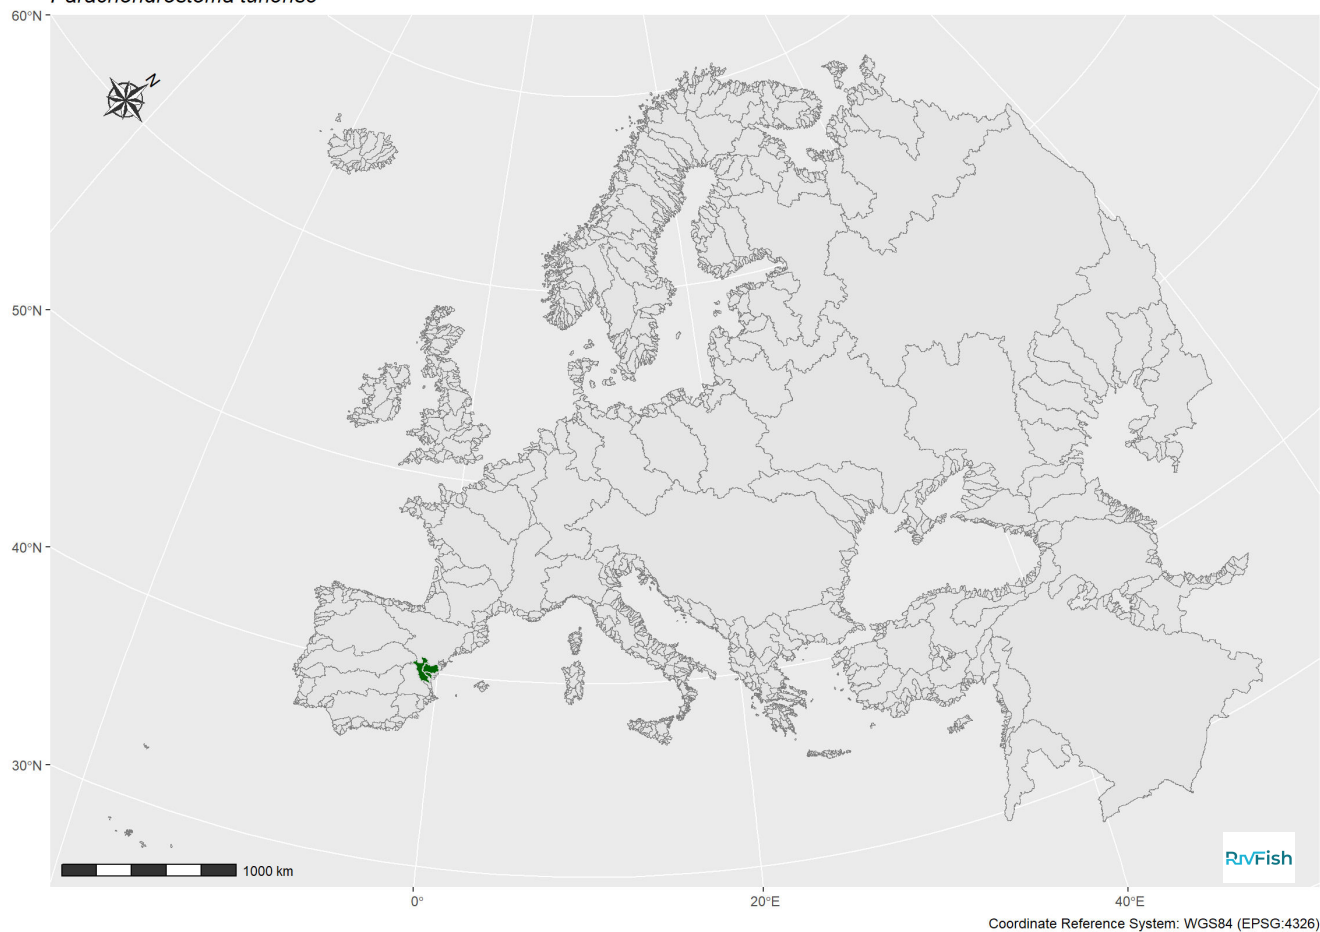 Parachondrostoma turiense
60°N
N
50°N
40°N
30°N
1000 km
RIVFish
0°
20°E
40°E
Coordinate Reference System: WGS84 (EPSG:4326)